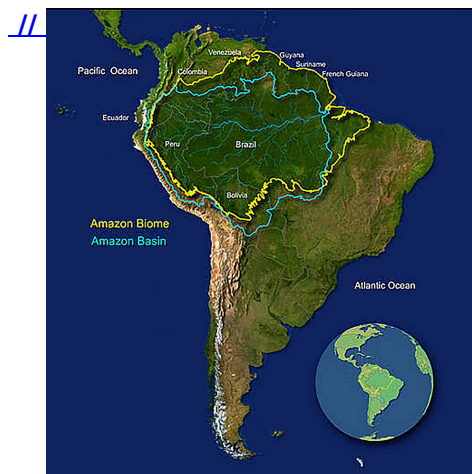 //
Venezuela
Guyana
Suriname
French Guiana
Pacific Ocean
Colombia
Ecuador
Peru
Brazil
Bolivia
Amazon Biome
Amazon Basin
Atlantic Ocean